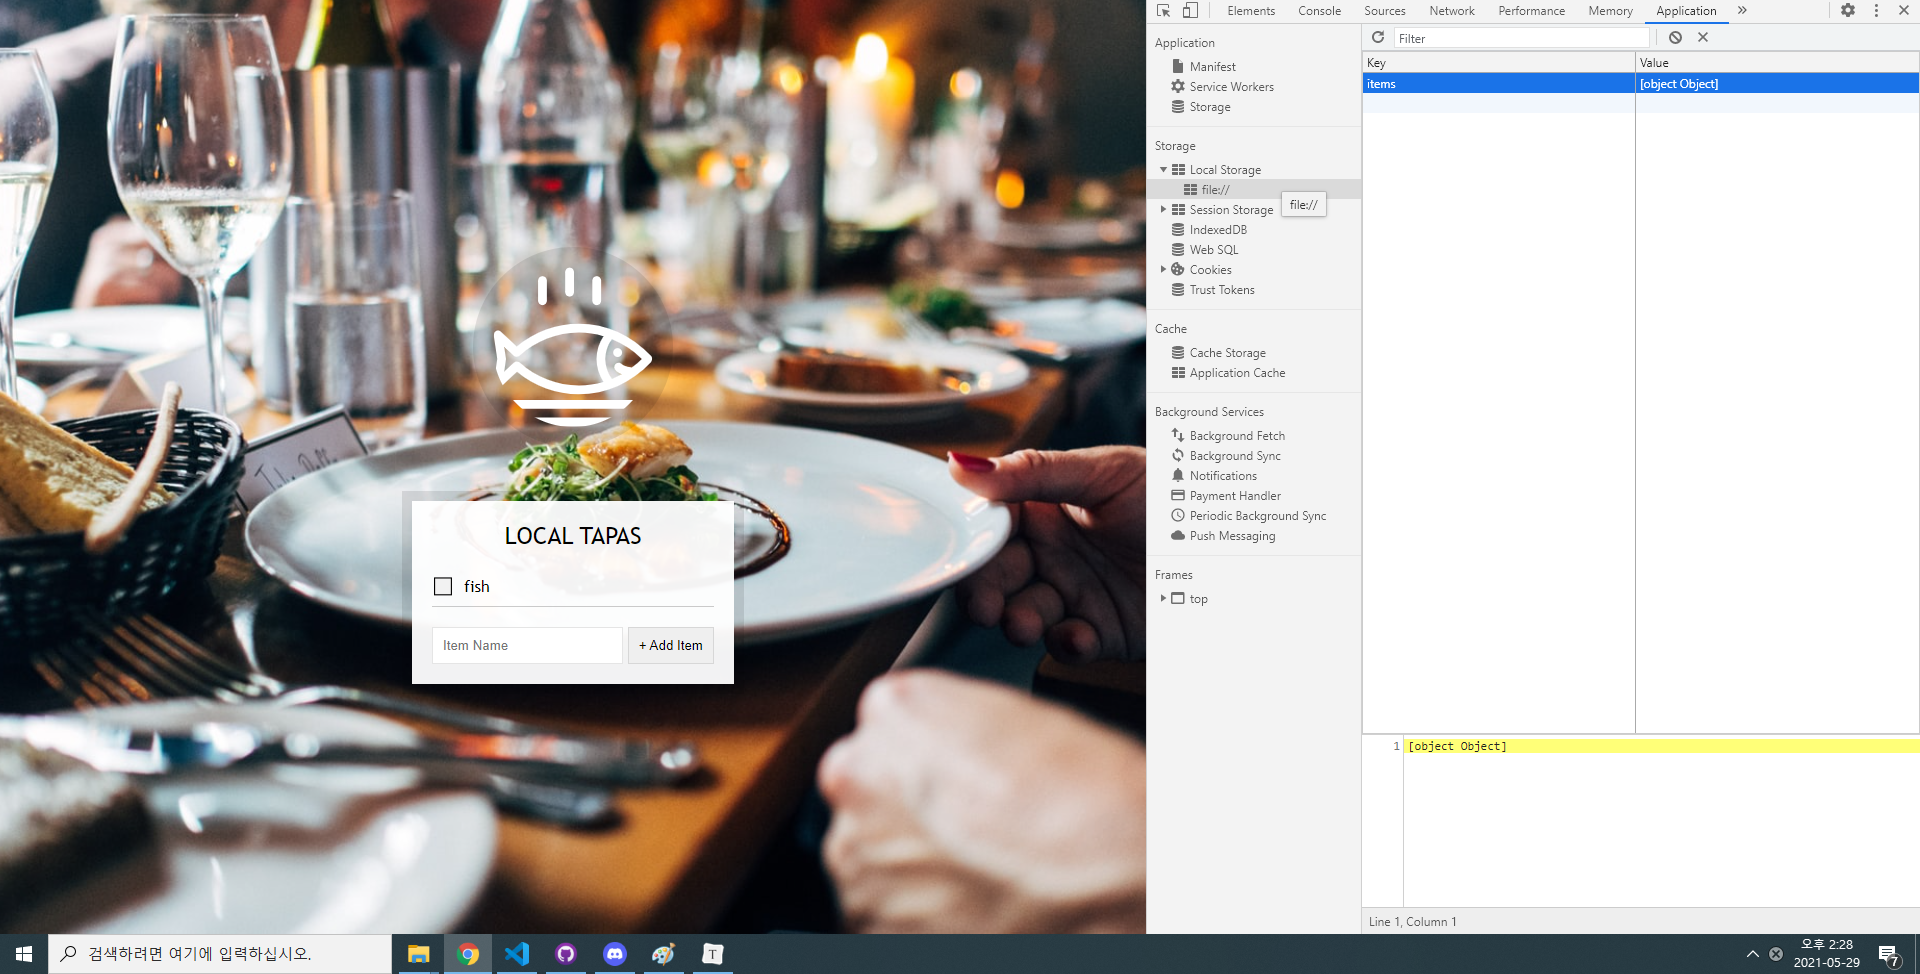 Elements Console Sources Network Performance Memory Application »
Application
Manifest
Service Workers
Storage
Storage
Local Storage
file://
file://
Session Storage
IndexedDB
Web SQL
Cookies
Trust Tokens
Cache
Cache Storage
Application Cache
Background Services
Background Fetch
Background Sync
Notifications
Payment Handler
Periodic Background Sync
Push Messaging
Frames
top
Filter
Key Value
items [object Object]
1 [object Object]
Line 1, Column 1
LOCAL TAPAS
fish
Item Name + Add Item
검색하려면 여기에 입력하십시오.
T
오후 2:28
2021-05-29
7